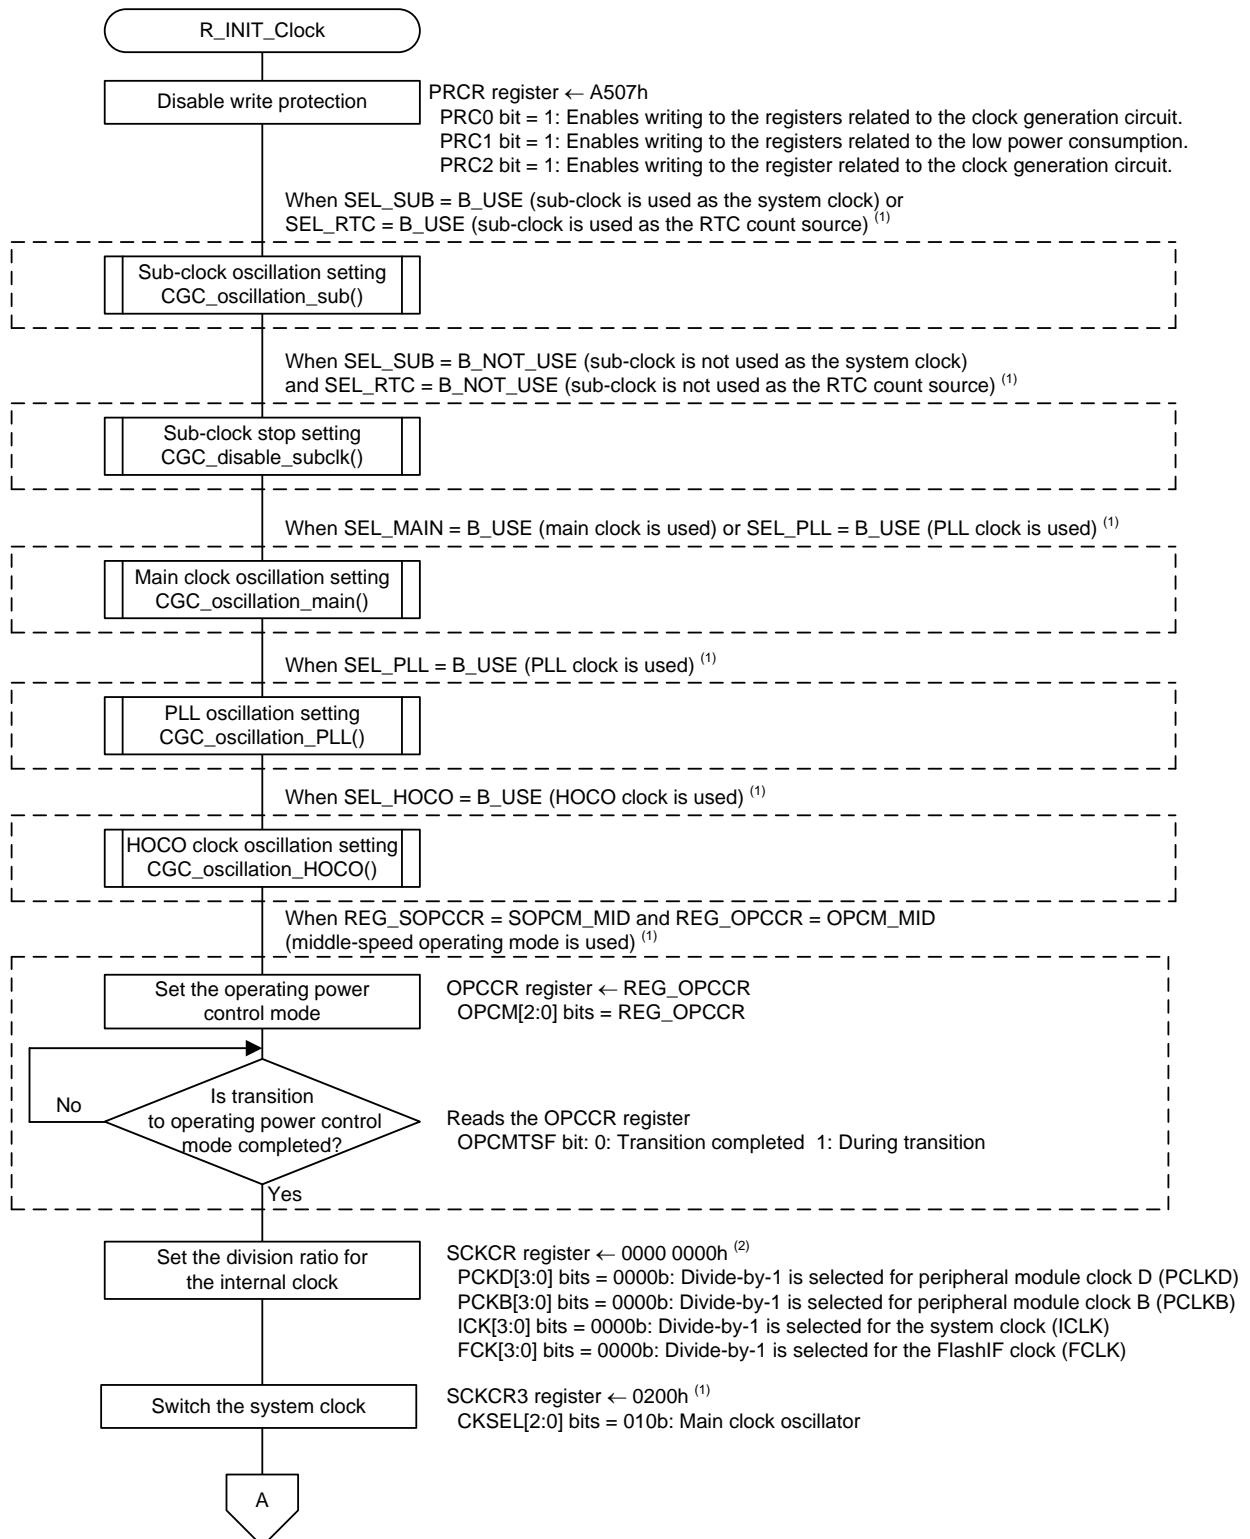 R_INIT_Clock
Disable write protection
PRCR register ← A507h
PRC0 bit = 1: Enables writing to the registers related to the clock generation circuit.
PRC1 bit = 1: Enables writing to the registers related to the low power consumption.
PRC2 bit = 1: Enables writing to the register related to the clock generation circuit.
When SEL_SUB = B_USE (sub-clock is used as the system clock) or
SEL_RTC = B_USE (sub-clock is used as the RTC count source) (1)
Sub-clock oscillation setting
CGC_oscillation_sub()
When SEL_SUB = B_NOT_USE (sub-clock is not used as the system clock)
and SEL_RTC = B_NOT_USE (sub-clock is not used as the RTC count source) (1)
Sub-clock stop setting
CGC_disable_subclk()
When SEL_MAIN = B_USE (main clock is used) or SEL_PLL = B_USE (PLL clock is used) (1)
Main clock oscillation setting
CGC_oscillation_main()
When SEL_PLL = B_USE (PLL clock is used) (1)
PLL oscillation setting
CGC_oscillation_PLL()
When SEL_HOCO = B_USE (HOCO clock is used) (1)
HOCO clock oscillation setting
CGC_oscillation_HOCO()
When REG_SOPCCR = SOPCM_MID and REG_OPCCR = OPCM_MID
(middle-speed operating mode is used) (1)
Set the operating power
control mode
OPCCR register ← REG_OPCCR
OPCM[2:0] bits = REG_OPCCR
Is transition
to operating power control
mode completed?
No
Reads the OPCCR register
OPCMTSF bit: 0: Transition completed 1: During transition
Yes
Set the division ratio for
the internal clock
SCKCR register ← 0000 0000h (2)
PCKD[3:0] bits = 0000b: Divide-by-1 is selected for peripheral module clock D (PCLKD)
PCKB[3:0] bits = 0000b: Divide-by-1 is selected for peripheral module clock B (PCLKB)
ICK[3:0] bits = 0000b: Divide-by-1 is selected for the system clock (ICLK)
FCK[3:0] bits = 0000b: Divide-by-1 is selected for the FlashIF clock (FCLK)
Switch the system clock
SCKCR3 register ← 0200h (1)
CKSEL[2:0] bits = 010b: Main clock oscillator
A